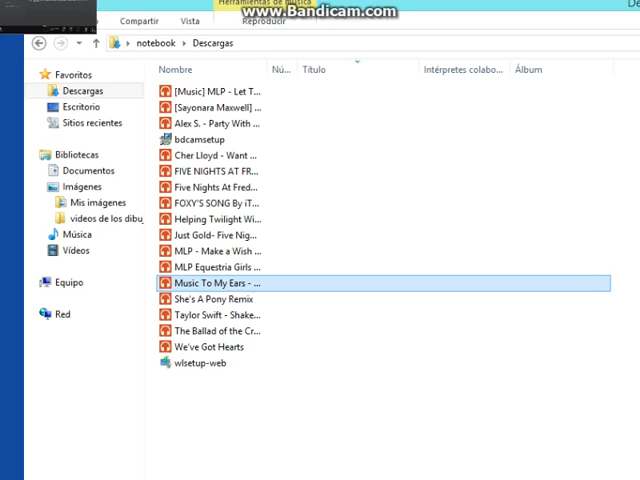 Herramientas de música
www.Bandicam.com
De
Compartir
Vista
Reproducir
notebook
Descargas
Nombre
Nú...
Título
Intérpretes colabo...
Álbum
Favoritos
Descargas
Escritorio
Sitios recientes
Bibliotecas
Documentos
Imágenes
Mis imágenes
videos de los dibu
Música
Vídeos
Equipo
Red
[Music] MLP - Let T...
[Sayonara Maxwell] ...
Alex S. - Party With ...
bdcamsetup
Cher Lloyd - Want ...
FIVE NIGHTS AT FR...
Five Nights At Fred...
FOXY'S SONG By iT...
Helping Twilight Wi...
Just Gold- Five Nig...
MLP - Make a Wish ...
MLP Equestria Girls ...
Music To My Ears - ...
She's A Pony Remix
Taylor Swift - Shake...
The Ballad of the Cr...
We've Got Hearts
wlsetup-web